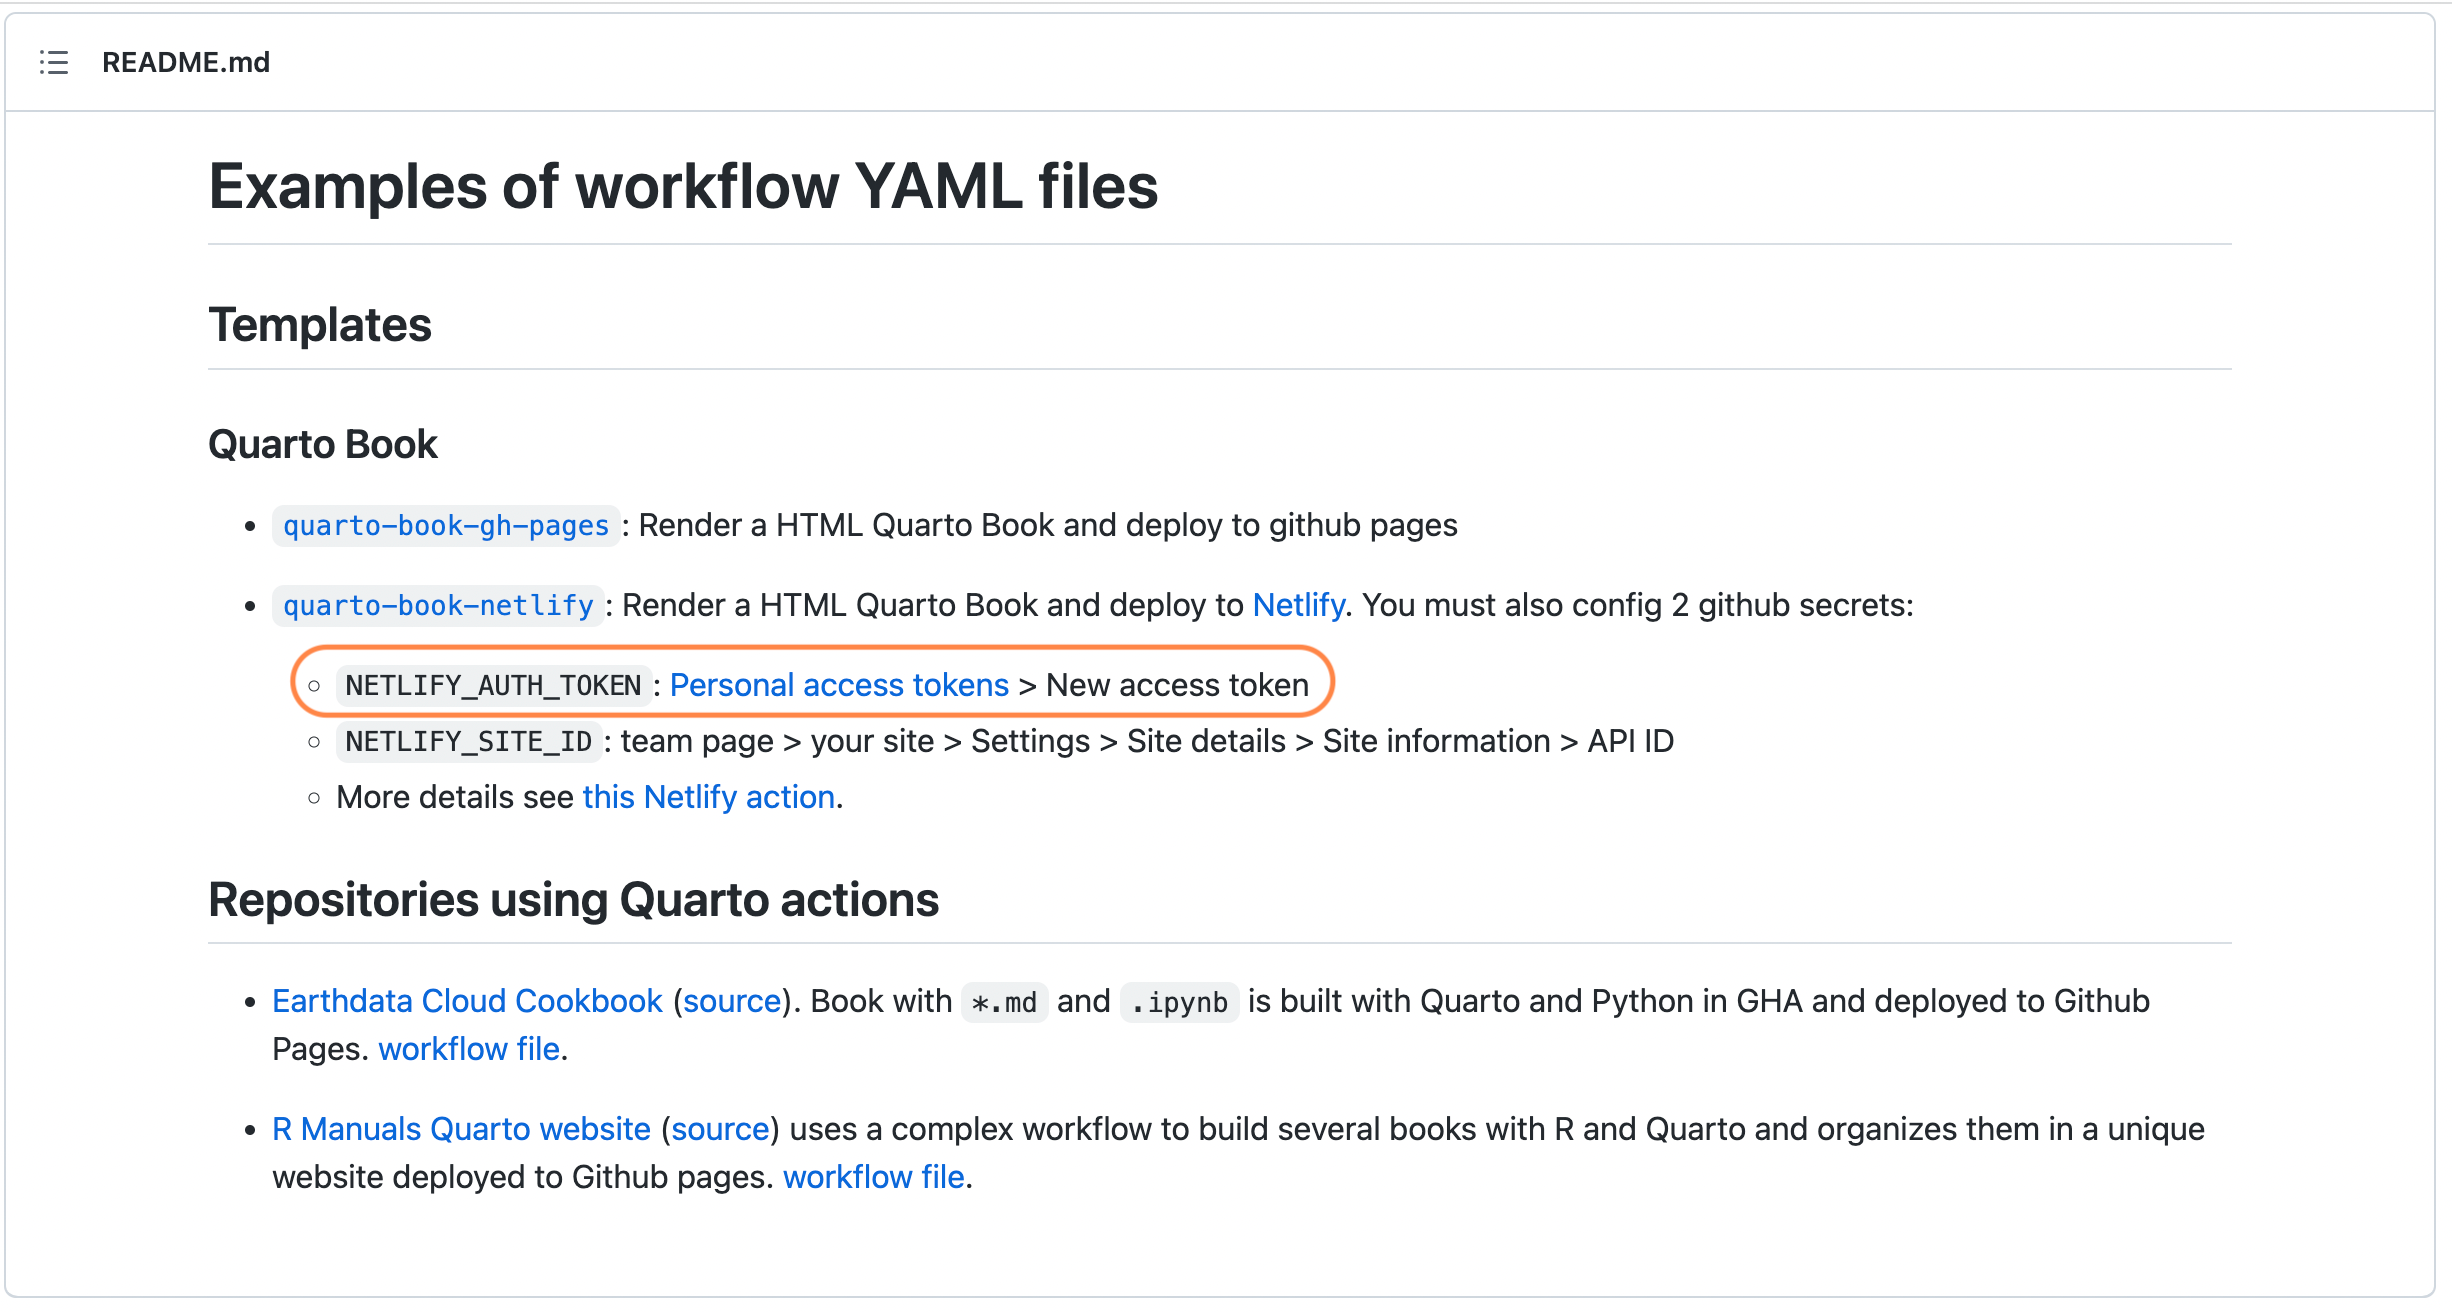 README.md
Examples of workflow YAML files
Templates
Quarto Book
quarto-book-gh-pages: Render a HTML Quarto Book and deploy to github pages
quarto-book-netlify: Render a HTML Quarto Book and deploy to Netlify. You must also config 2 github secrets:
NETLIFY_AUTH_TOKEN: Personal access tokens > New access token
NETLIFY_SITE_ID: team page > your site > Settings > Site details > Site information > API ID
More details see this Netlify action.
Repositories using Quarto actions
Earthdata Cloud Cookbook (source). Book with *.md and .ipynb is built with Quarto and Python in GHA and deployed to Github
Pages. workflow file.
R Manuals Quarto website (source) uses a complex workflow to build several books with R and Quarto and organizes them in a unique
website deployed to Github pages. workflow file.